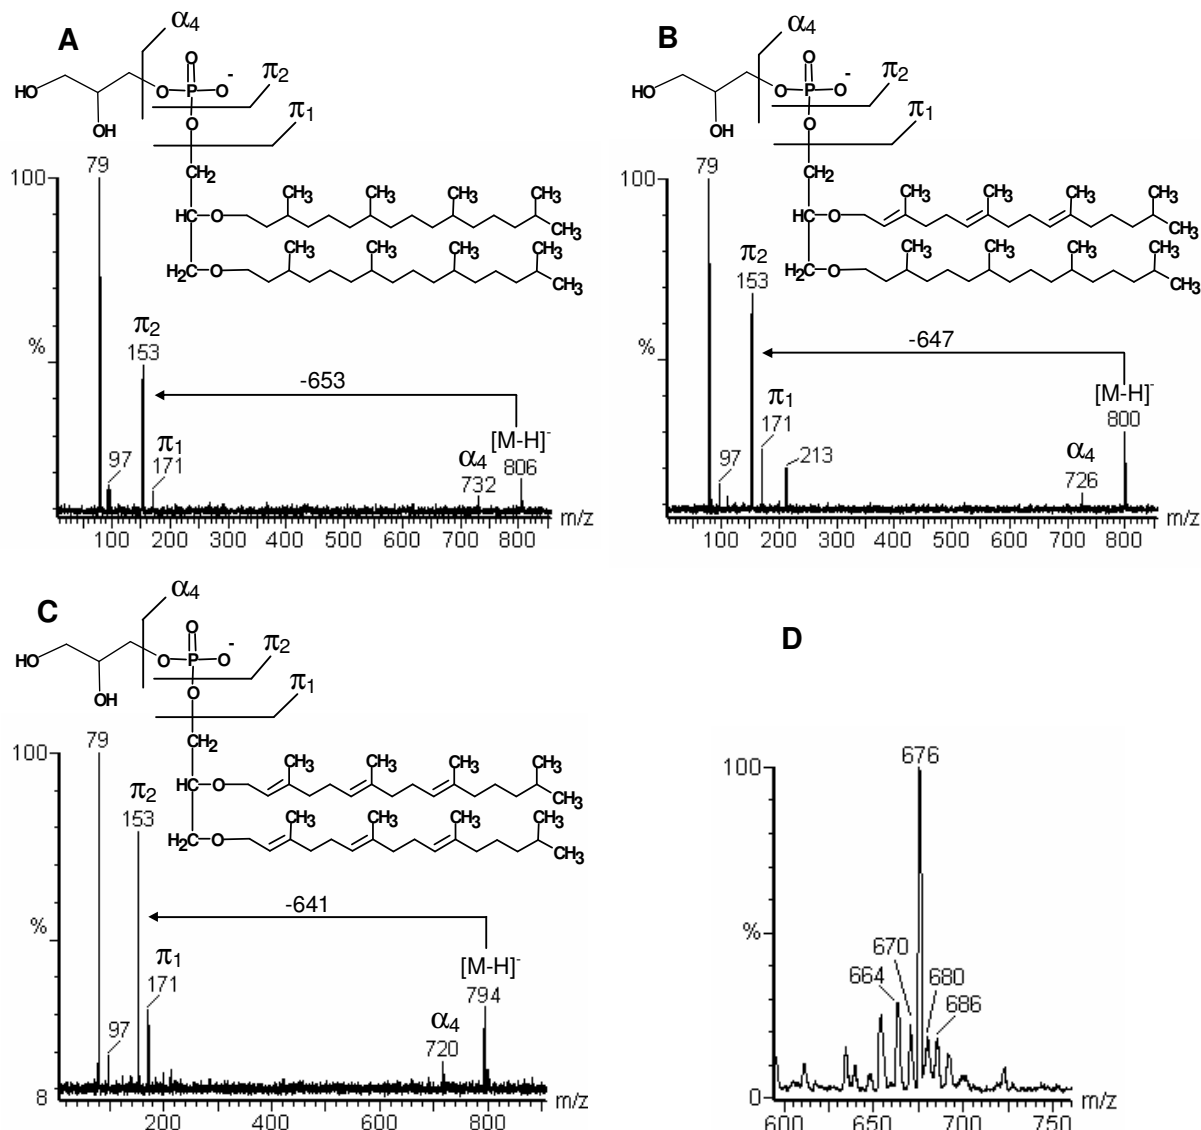 A
α4
O
HO
O
P
O
-
π2
OH
O
π1
79
100
CH2
CH3 CH3 CH3 CH3
HC O
CH3
CH3 CH3 CH3 CH3
H2C O
CH3
π2
153
%
-653
[M-H]-
π1
97
171
α4
732
806
100 200 300 400 500 600 700 800 m/z
B
α4
O
HO
O
P
O
-
π2
OH
O
π1
79
100
CH2
CH3 CH3 CH3 CH3
HC O
CH3
π2
153
CH3 CH3 CH3 CH3
H2C O
CH3
%
-647
[M-H]-
800
π1
171
97
213
α4
726
100 200 300 400 500 600 700 800 m/z
C
α4
O
HO
O
P
O
-
π2
OH
O
π1
79
100
CH2
CH3 CH3 CH3 CH3
HC O
CH3
π2
153
CH3 CH3 CH3 CH3
H2C O
CH3
%
-641
π1
171
[M-H]-
794
97
α4
720
8
200 400 600 800 m/z
D
676
100
%
670
664
680
686
0
600 650 700 750 m/z